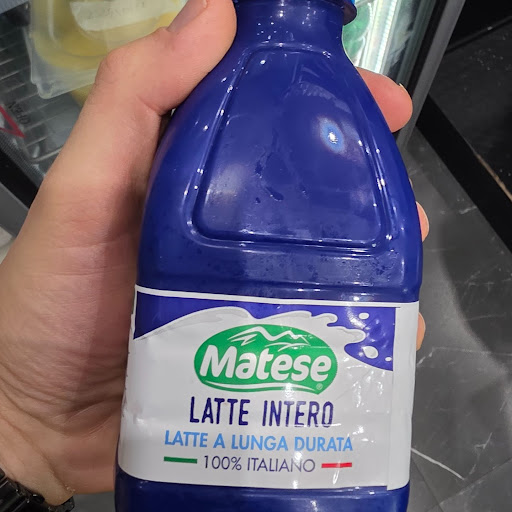 Matese
LATTE INTERO
LATTE A LUNGA DURATA
100% ITALIANO